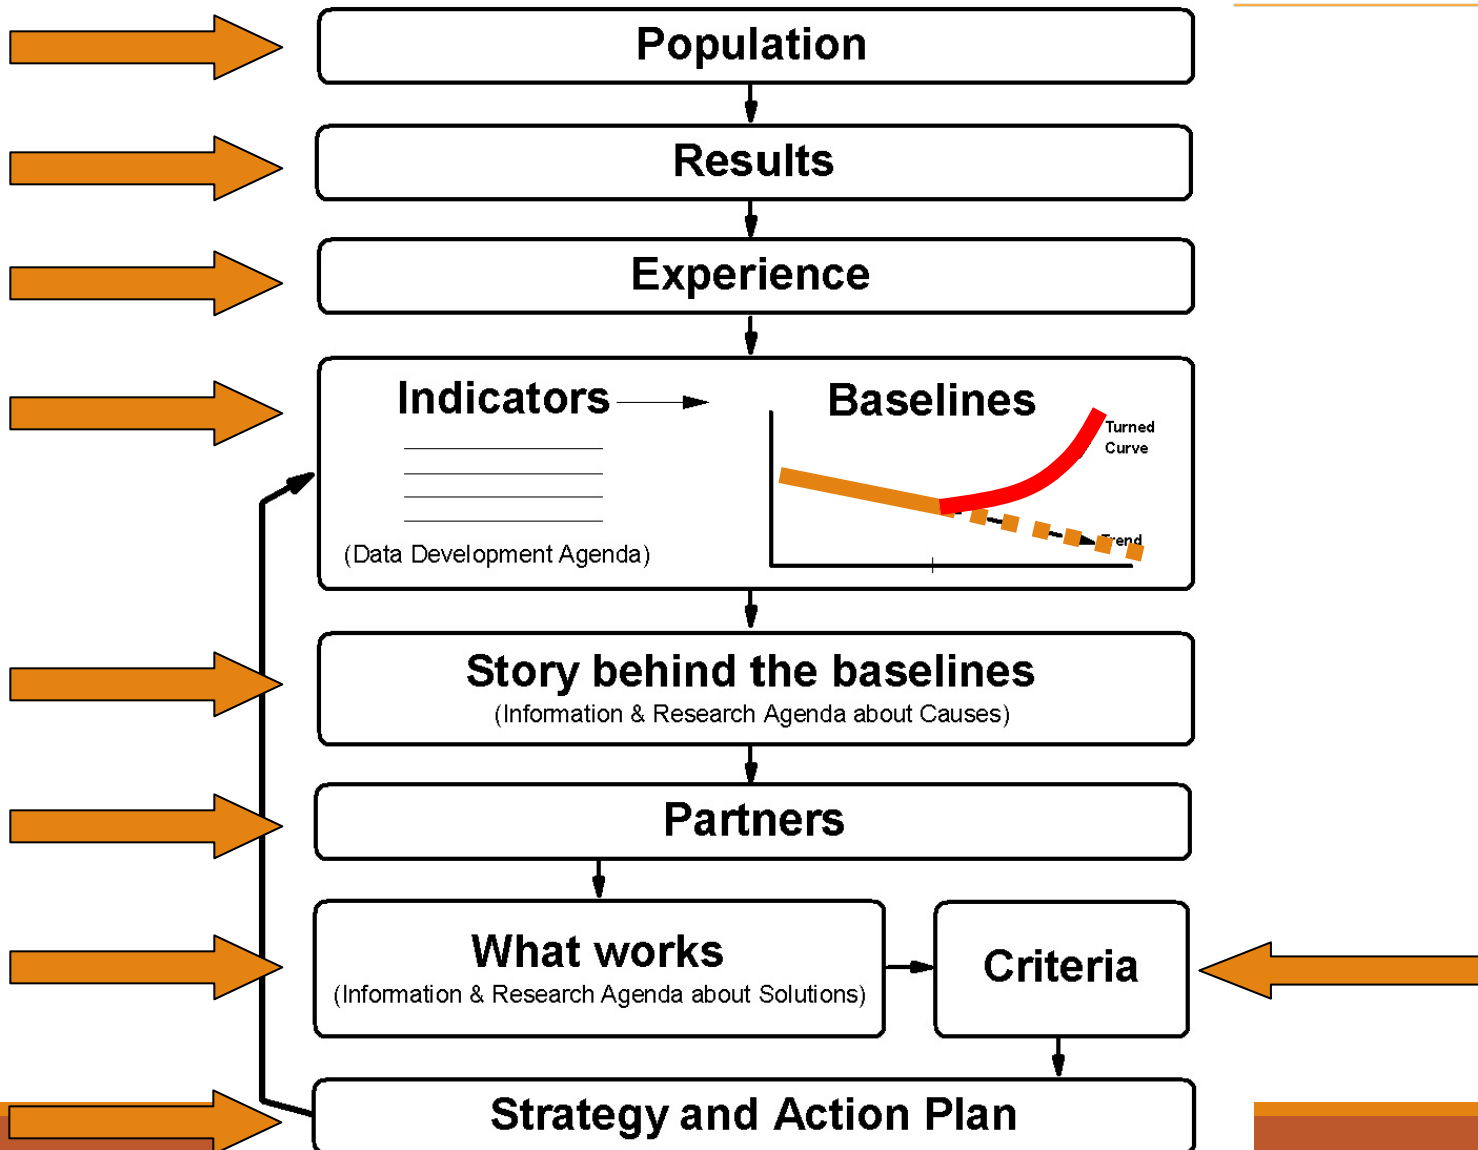 Population
Results
Experience
Indicators
Baselines
Turned
Curve
Trend
(Data Development Agenda)
Story behind the baselines
(Information & Research Agenda about Causes)
Partners
What works
(Information & Research Agenda about Solutions)
Criteria
Strategy and Action Plan